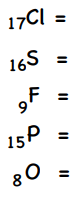 ₁₇Cl =
₁₆S =
₉F =
₁₅P =
₈O =